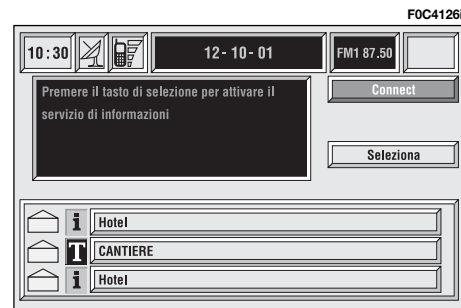 F0C4126i
10:30
12-10-01
FM1 87.50
Premere il tasto di selezione per attivare il
servizio di informazioni
Connect
Seleziona
i Hotel
T CANTIERE
i Hotel